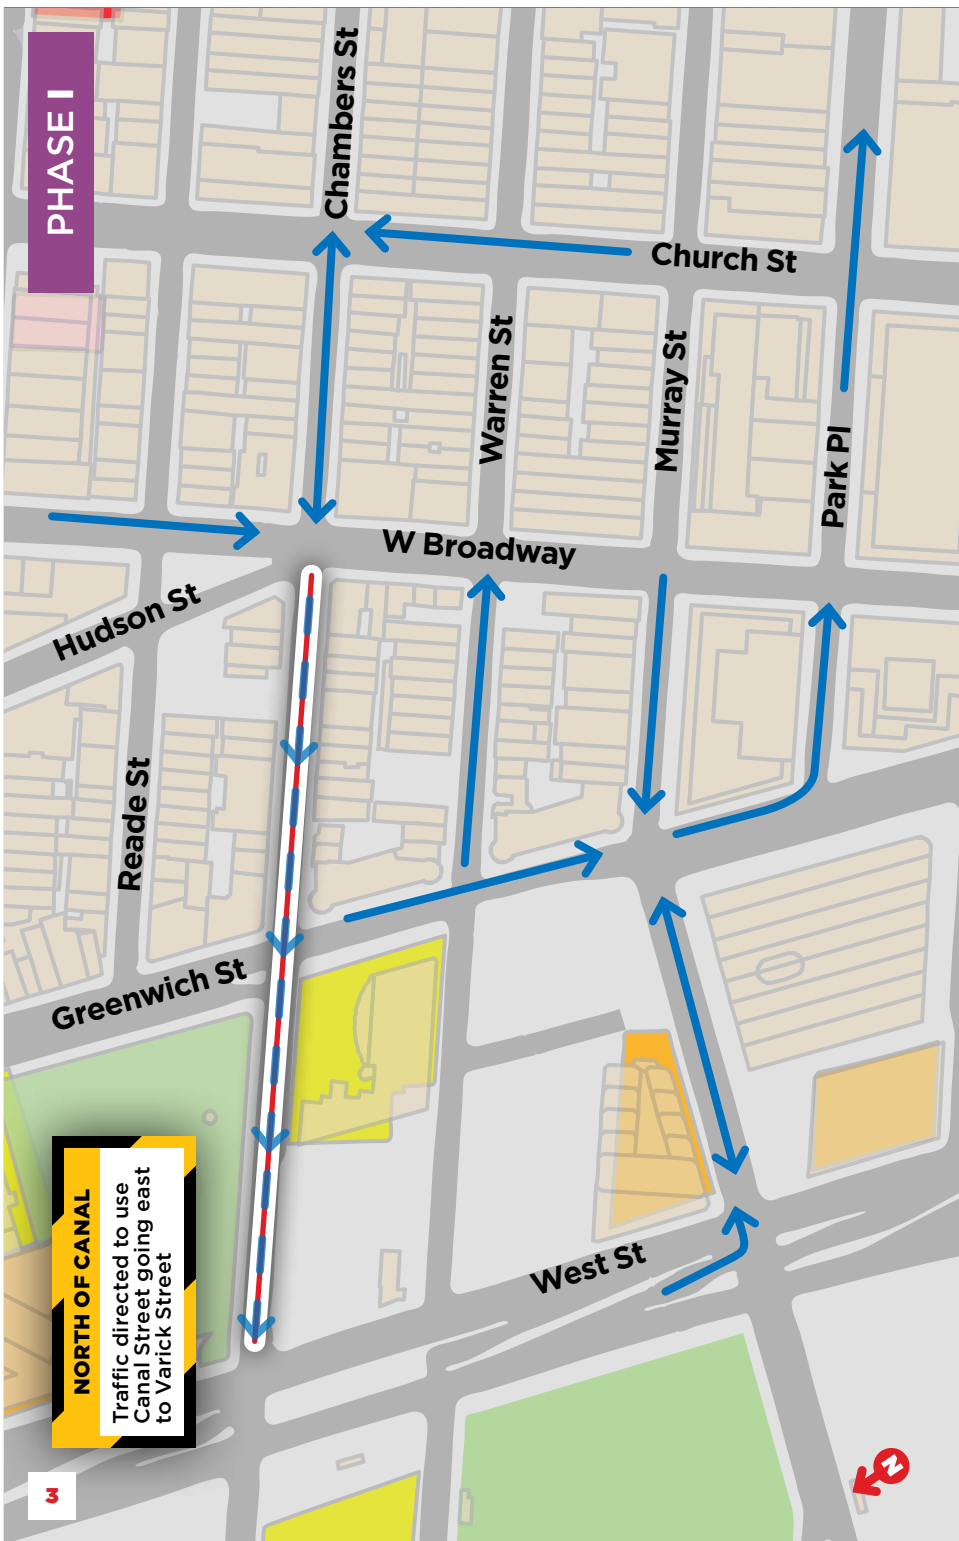 PHASE I
Chambers St
Church St
Warren St
Murray St
Park Pl
W Broadway
Hudson St
Reade St
Greenwich St
West St
NORTH OF CANAL
Traffic directed to use
Canal Street going east
to Varick Street
3
N